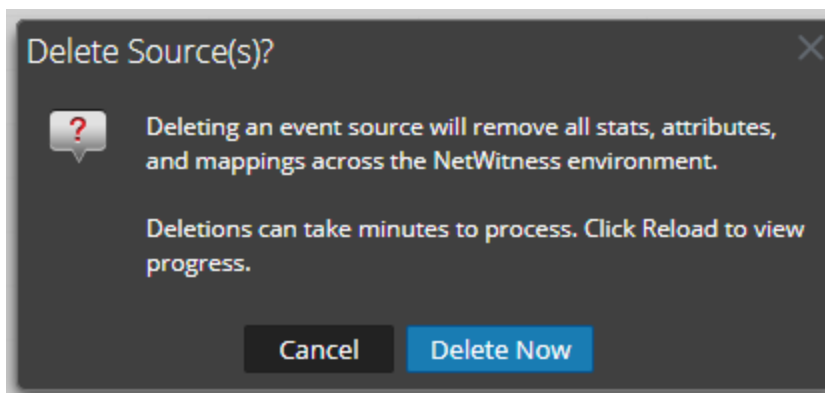 Delete Source(s)?
?
Deleting an event source will remove all stats, attributes,
and mappings across the NetWitness environment.
Deletions can take minutes to process. Click Reload to view
progress.
Cancel Delete Now